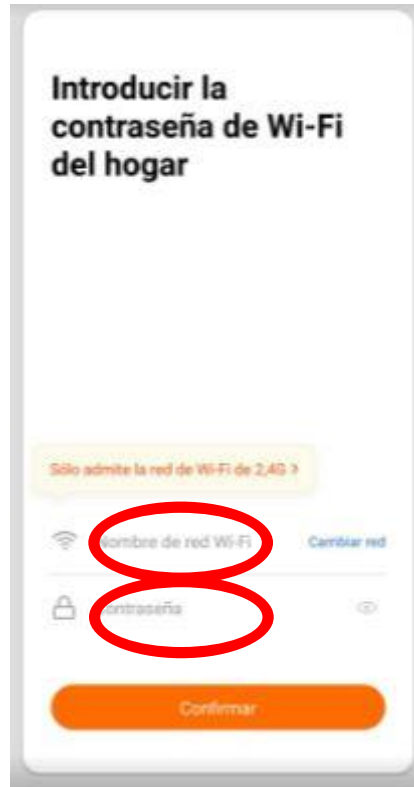 Introducir la
contraseña de Wi-Fi
del hogar
Sólo admite la red de Wi-Fi de 2,4G >
Nombre de red Wi-Fi Cambiar red
Contraseña
Confirmar